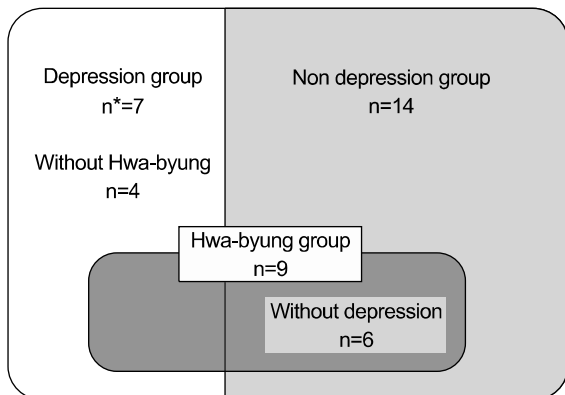 Depression group
n*=7
Non depression group
n=14
Without Hwa-byung
n=4
Hwa-byung group
n=9
Without depression
n=6